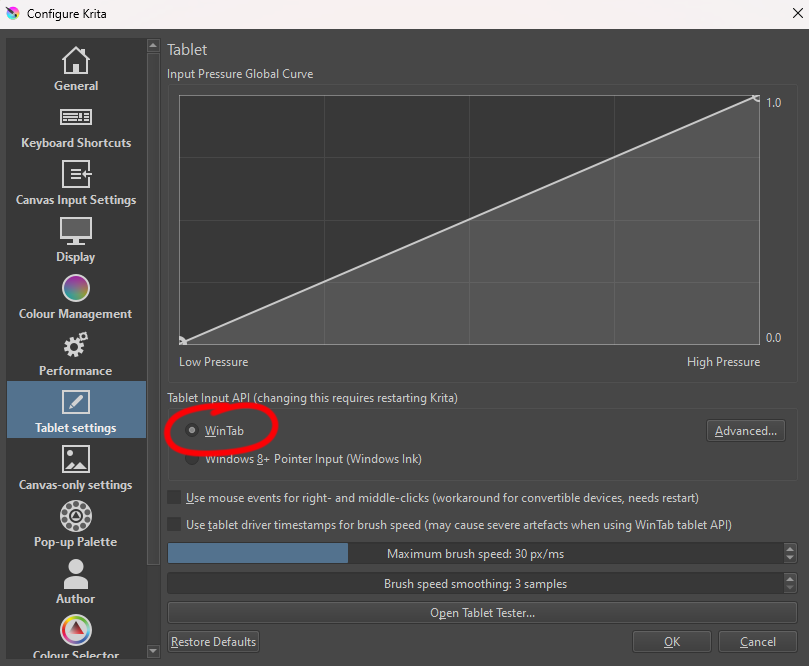 Configure Krita
General
Keyboard Shortcuts
Canvas Input Settings
Display
Colour Management
Performance
Tablet settings
Canvas-only settings
Pop-up Palette
Author
Colour Selector
Tablet
Input Pressure Global Curve
1.0
0.0
Low Pressure High Pressure
Tablet Input API (changing this requires restarting Krita)
WinTab
Advanced...
Windows 8+ Pointer Input (Windows Ink)
Use mouse events for right- and middle-clicks (workaround for convertible devices, needs restart)
Use tablet driver timestamps for brush speed (may cause severe artefacts when using WinTab tablet API)
Maximum brush speed: 30 px/ms
Brush speed smoothing: 3 samples
Open Tablet Tester...
Restore Defaults OK Cancel